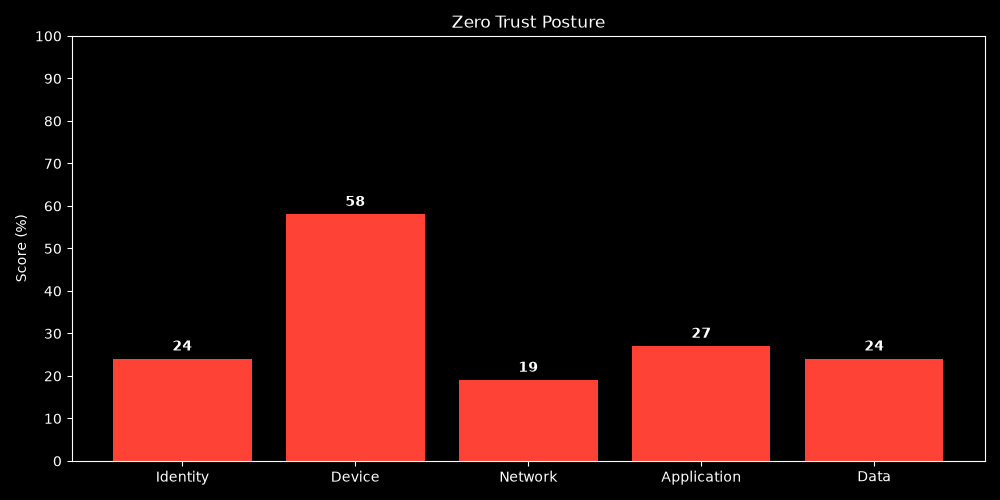 Zero Trust Posture
Score (%)
100
90
80
70
60
50
40
30
20
10
0
24
58
19
27
24
Identity
Device
Network
Application
Data